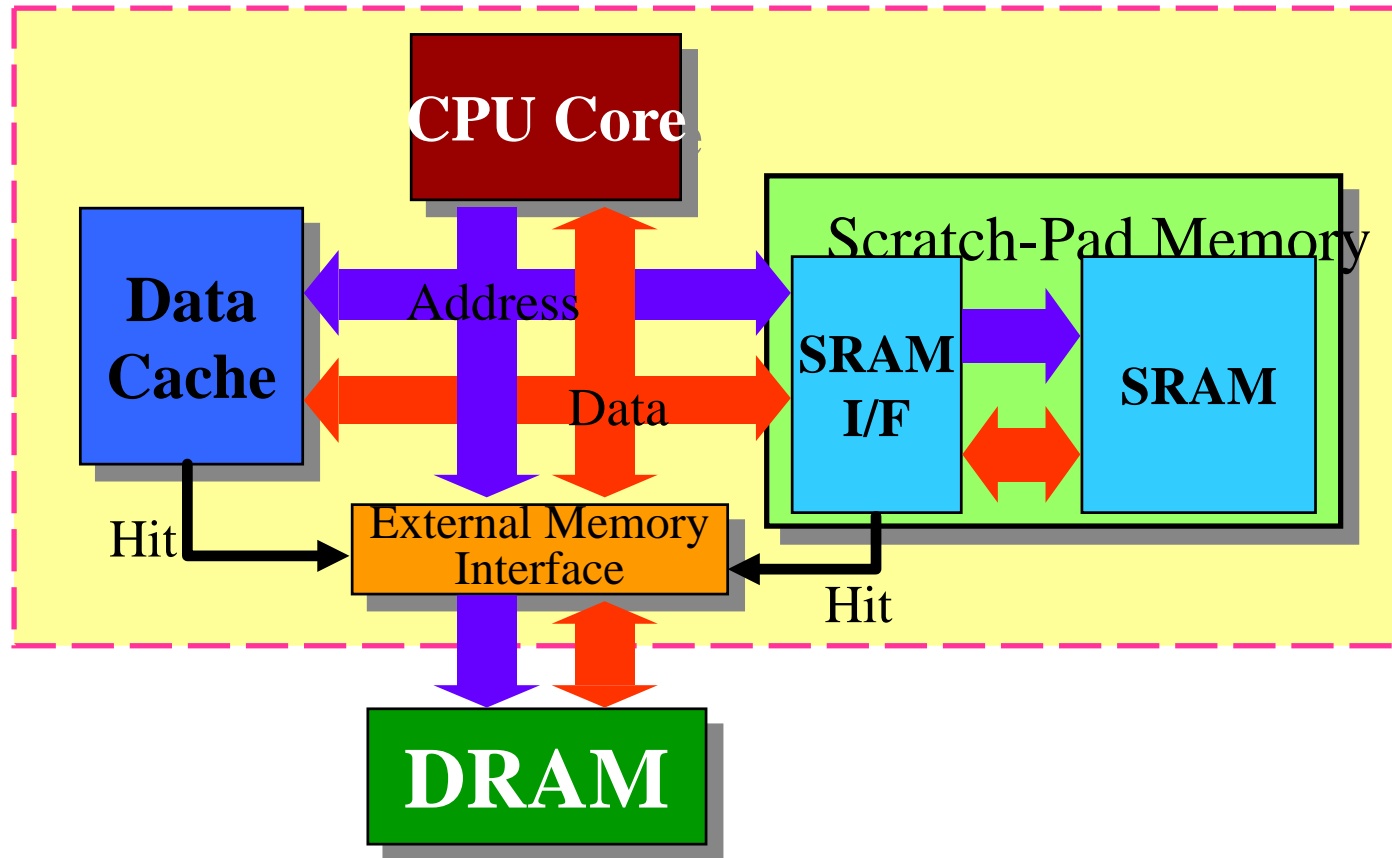 CPU Core
Scratch-Pad Memory
Data
Cache
Address
Data
SRAM
I/F
SRAM
External Memory
Interface
Hit
Hit
DRAM